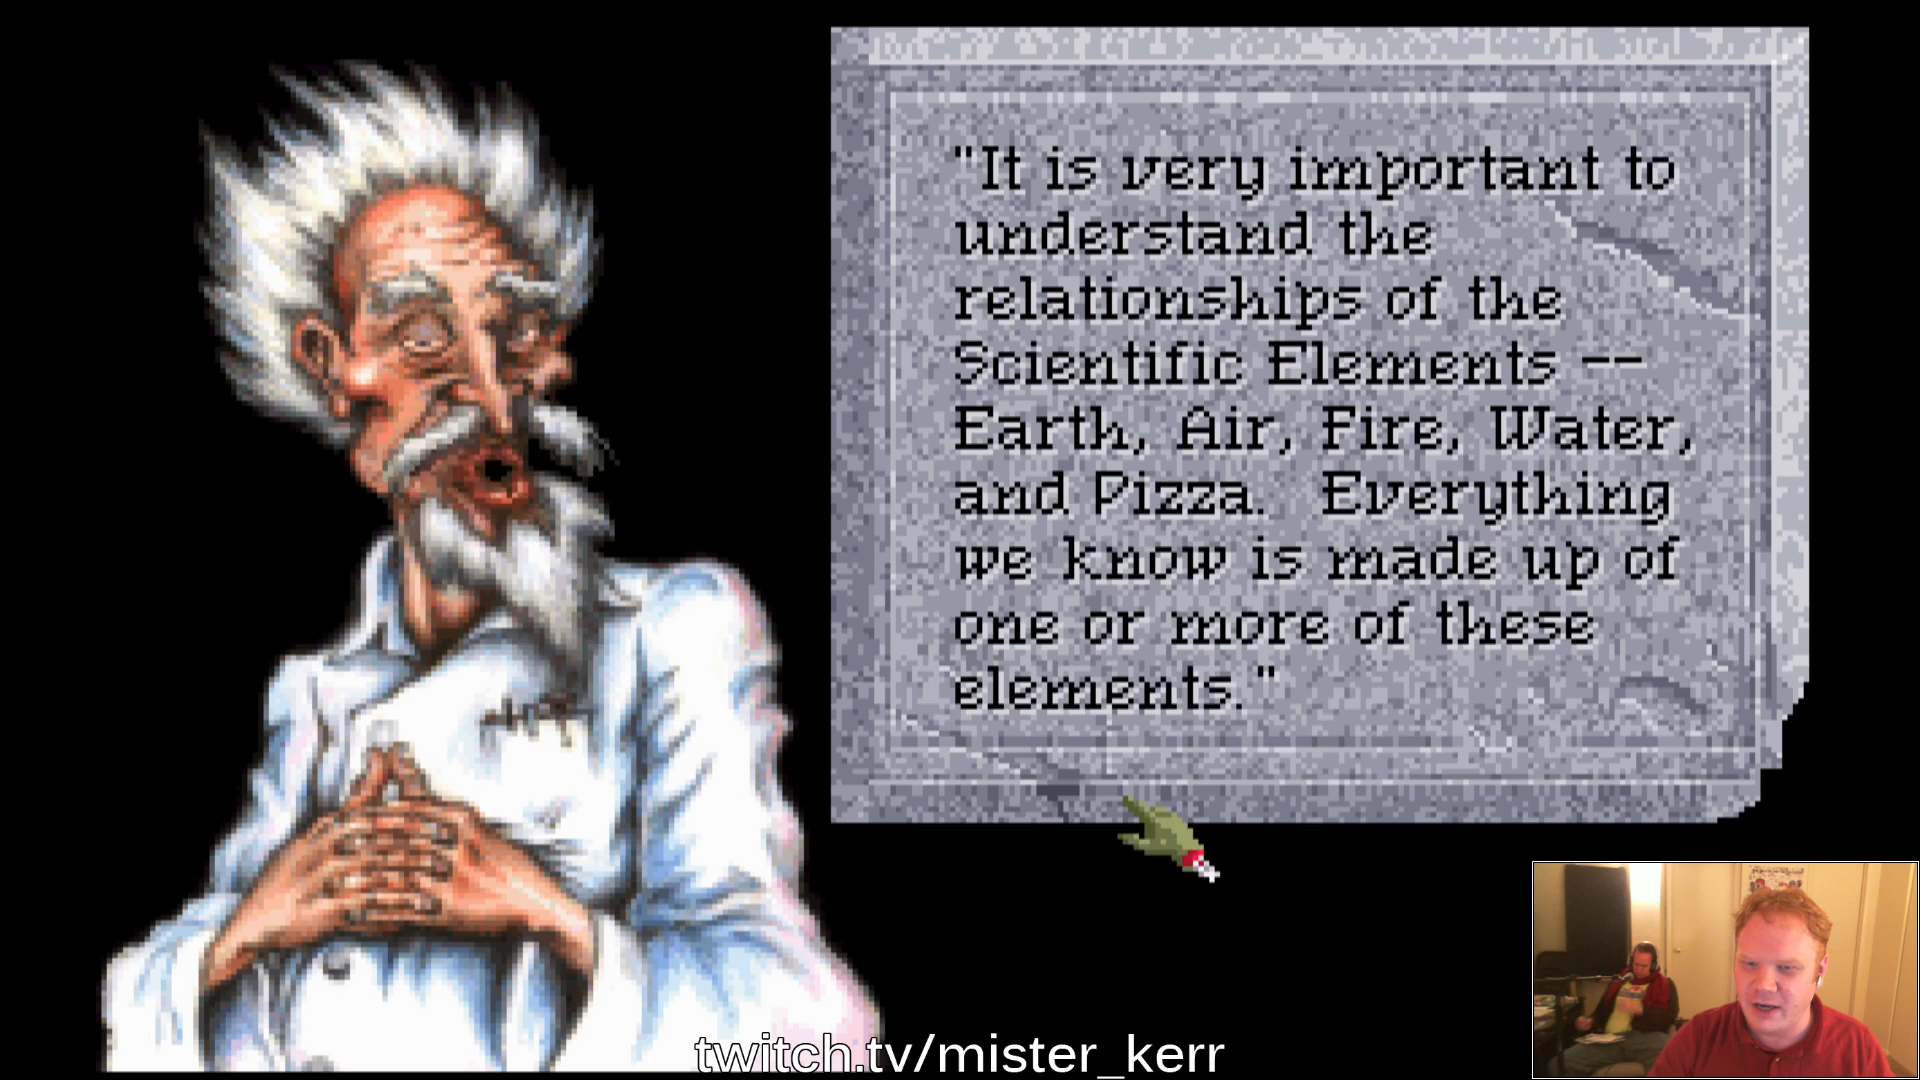 "It is very important to
understand the
relationships of the
Scientific Elements --
Earth, Air, Fire, Water,
and Pizza.  Everything
we know is made up of
one or more of these
elements."
twitch.tv/mister_kerr